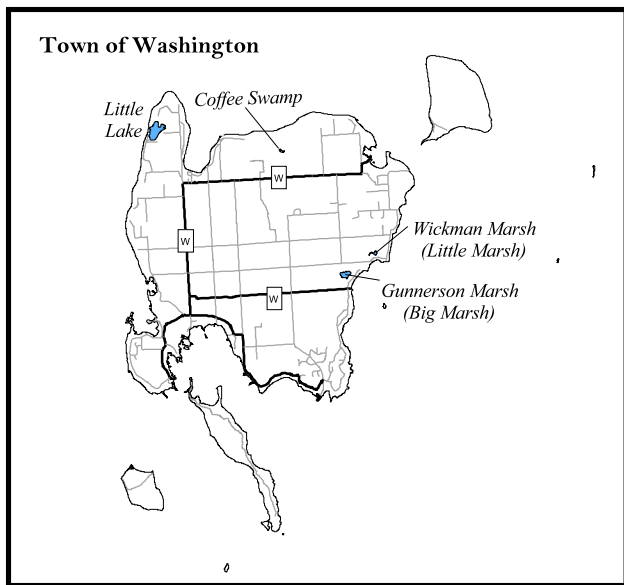 Town of Washington
Little
Lake
Coffee Swamp
W
W
Wickman Marsh
(Little Marsh)
Gunnerson Marsh
(Big Marsh)
W